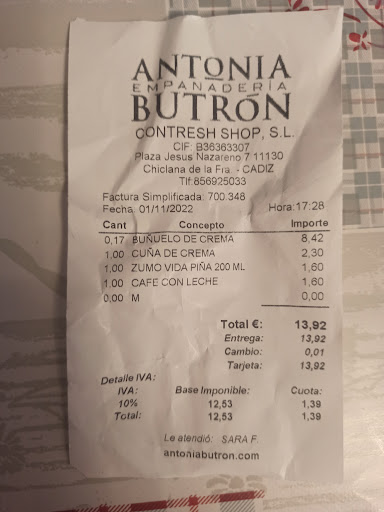 ANTONIA
EMPANADERÍA
BUTRÓN
CONTRESH SHOP, S.L.
CIF: B36363307
Plaza Jesus Nazareno 7 11130
Chiclana de la Fra. - CADIZ
Tlf:856925033
Factura Simplificada: 700.348
Fecha: 01/11/2022 Hora:17:28
Cant Concepto Importe
0,17 BUÑUELO DE CREMA 8,42
1,00 CUÑA DE CREMA 2,30
1,00 ZUMO VIDA PIÑA 200 ML 1,60
1,00 CAFE CON LECHE 1,60
0,00 M 0,00
Total €: 13,92
Entrega: 13,92
Cambio: 0,01
Tarjeta: 13,92
Detalle IVA:
IVA: Base Imponible: Cuota:
10% 12,53 1,39
Total: 12,53 1,39
Le atendió: SARA F.
antoniabutron.com